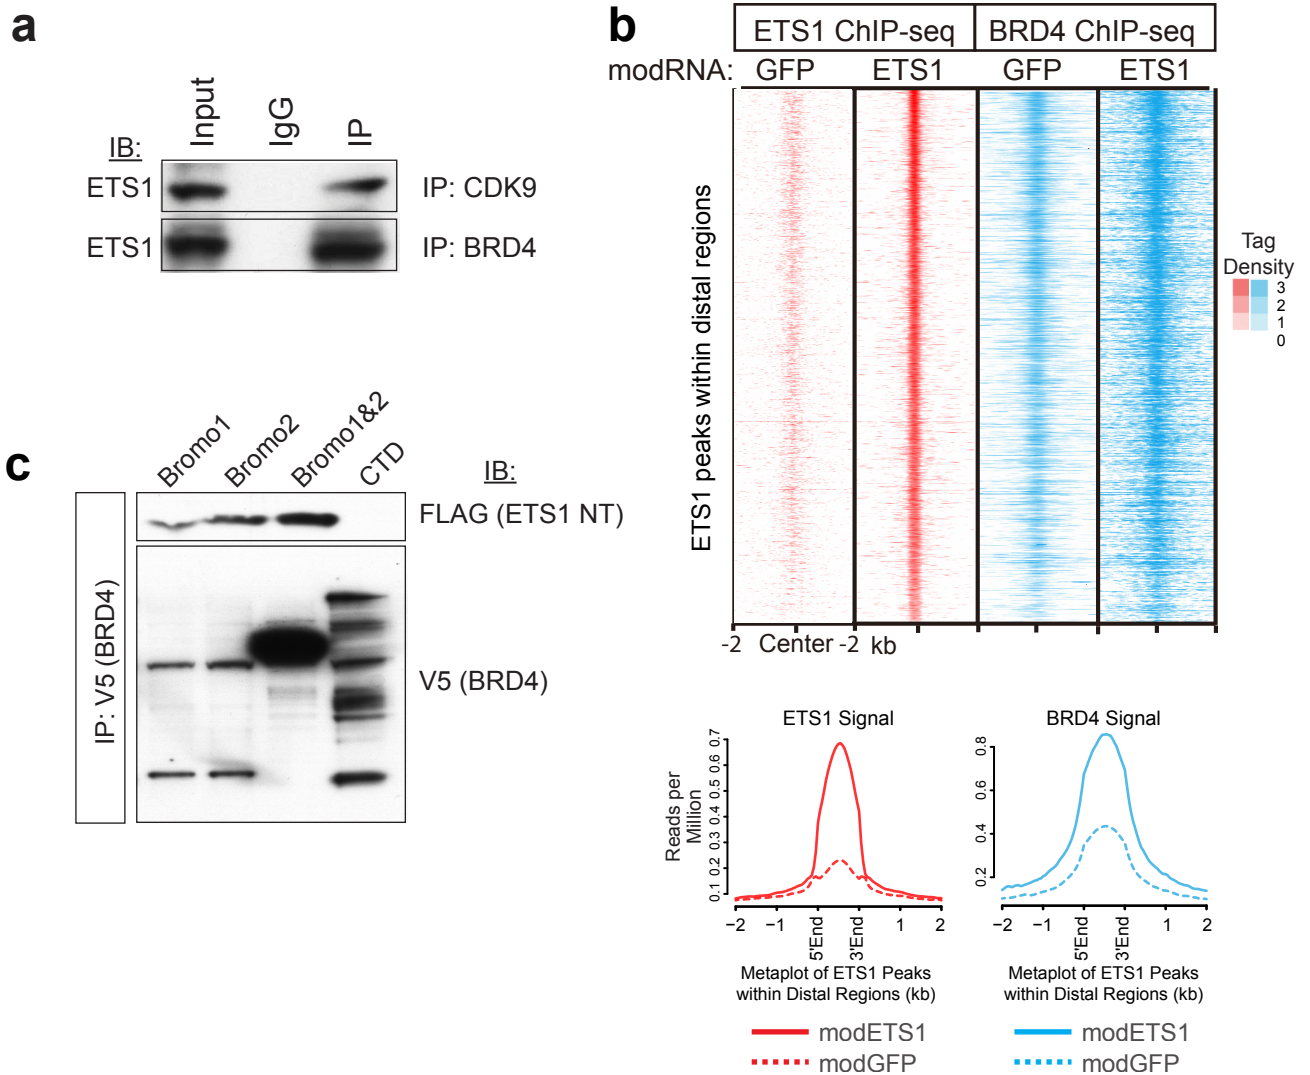 a
Input
IgG
IP
IB:
ETS1
IP: CDK9
ETS1
IP: BRD4
b
ETS1 ChIP-seq
BRD4 ChIP-seq
modRNA:
GFP
ETS1
GFP
ETS1
ETS1 peaks within distal regions
-2
Center
-2
kb
Tag
Density
3
2
1
0
c
Bromo1
Bromo2
Bromo1&2
CTD
IB:
FLAG (ETS1 NT)
IP: V5 (BRD4)
V5 (BRD4)
ETS1 Signal
Reads per
Million
0.7
0.6
0.5
0.4
0.3
0.2
0.1
−2
−1
5'End
3'End
1
2
Metaplot of ETS1 Peaks
within Distal Regions (kb)
modETS1
modGFP
BRD4 Signal
0.8
0.6
0.4
0.2
−2
−1
5'End
3'End
1
2
Metaplot of ETS1 Peaks
within Distal Regions (kb)
modETS1
modGFP